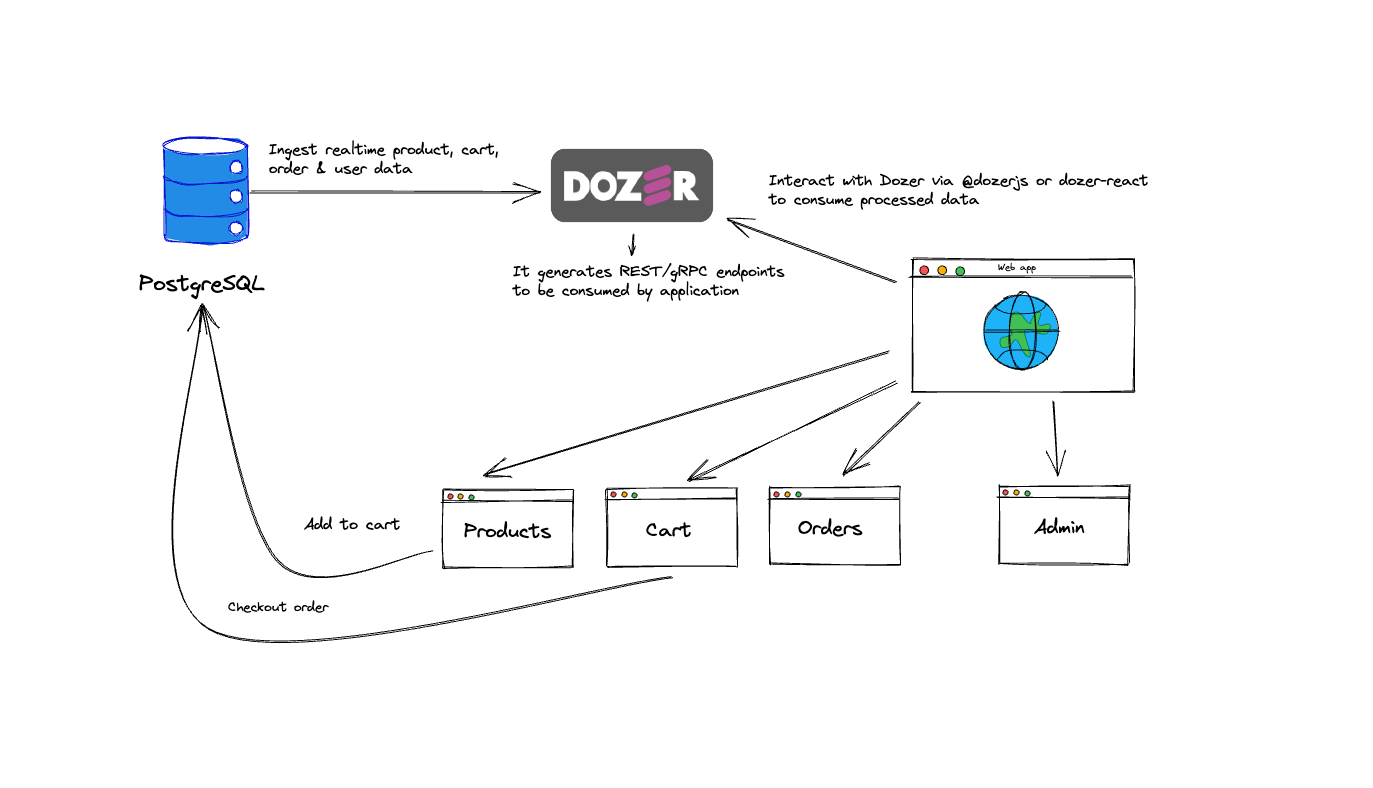 Ingest realtime product, cart,
order & user data
DOZER
Interact with Dozer via @dozerjs or dozer-react
to consume processed data
PostgreSQL
It generates REST/gRPC endpoints
to be consumed by application
Web app
Add to cart
Products
Cart
Orders
Admin
Checkout order